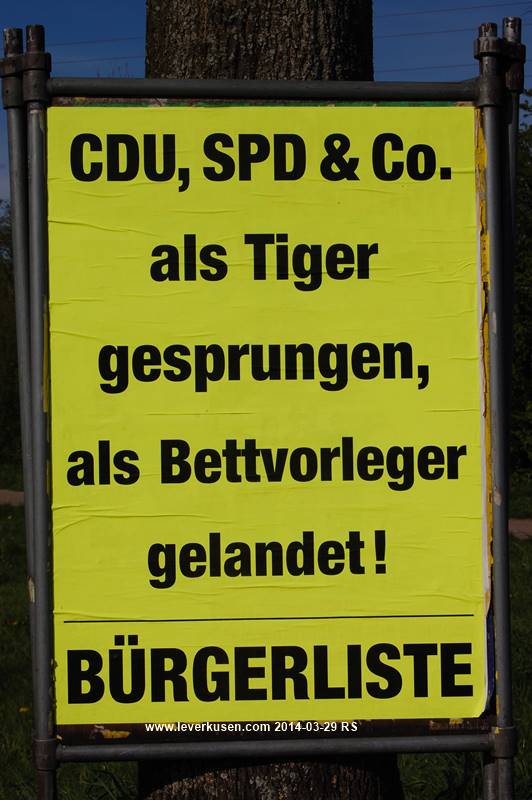 CDU, SPD & Co.
als Tiger
gesprungen,
als Bettvorleger
gelandet!
BÜRGERLISTE
www.leverkusen.com 2014-03-29 RS